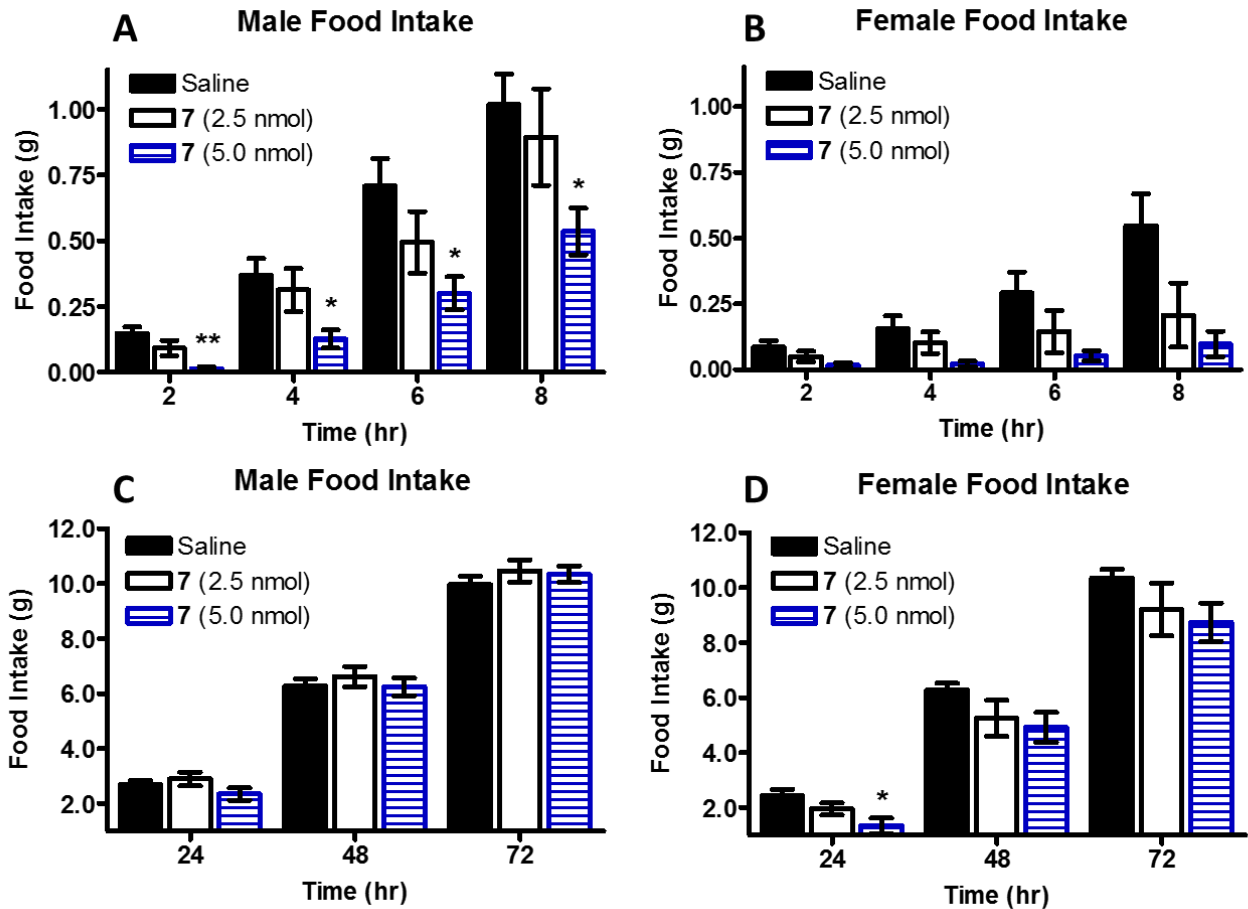 A
Male Food Intake
Saline
7 (2.5 nmol)
7 (5.0 nmol)
Food Intake (g)
1.00
0.75
0.50
0.25
0.00
**
*
*
*
2 4 6 8
Time (hr)
B
Female Food Intake
Saline
7 (2.5 nmol)
7 (5.0 nmol)
Food Intake (g)
1.00
0.75
0.50
0.25
0.00
2 4 6 8
Time (hr)
C
Male Food Intake
Saline
7 (2.5 nmol)
7 (5.0 nmol)
Food Intake (g)
12.0
10.0
8.0
6.0
4.0
2.0
24 48 72
Time (hr)
D
Female Food Intake
Saline
7 (2.5 nmol)
7 (5.0 nmol)
Food Intake (g)
12.0
10.0
8.0
6.0
4.0
2.0
*
24 48 72
Time (hr)